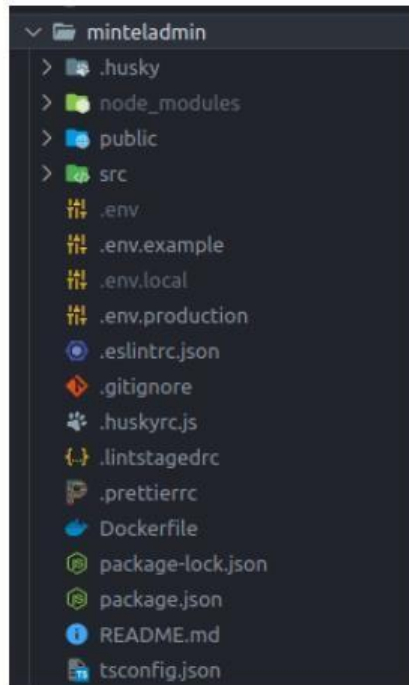 minteladmin
.husky
node_modules
public
src
.env
.env.example
.env.local
.env.production
.eslintrc.json
.gitignore
.huskyrc.js
.lintstagedrc
.prettierrc
Dockerfile
package-lock.json
package.json
README.md
tsconfig.json